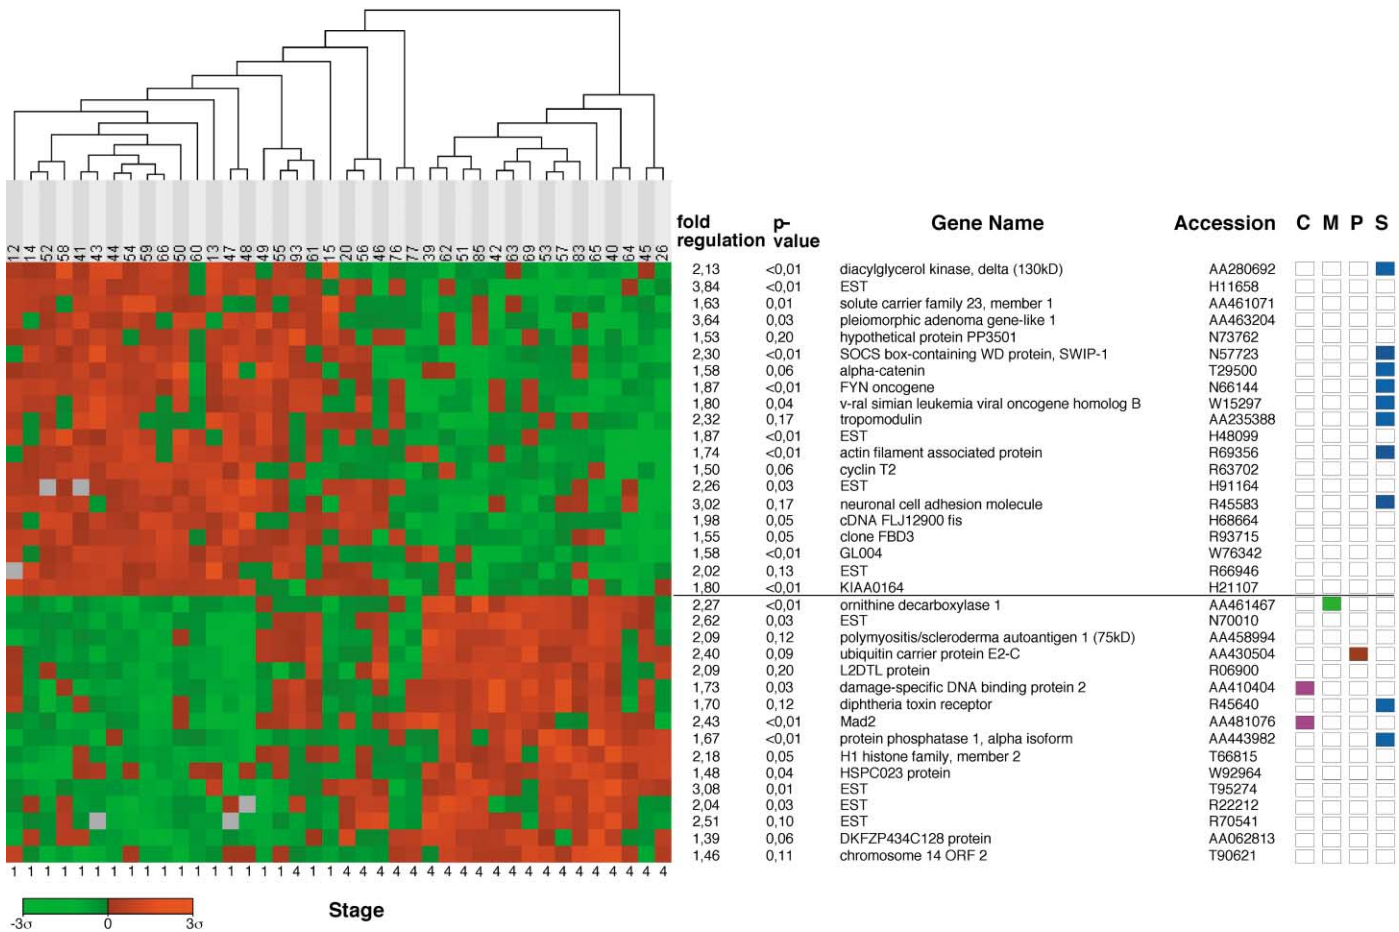 12 14 52 58 41 43 44 54 59 66 50 60 13 47 48 49 55 93 61 15 20 56 46 76 77 39 62 51 85 42 63 69 53 57 83 65 40 64 45 26
fold regulation p-value Gene Name Accession C M P S
2,13 <0,01 diacylglycerol kinase, delta (130kD) AA280692
3,84 <0,01 EST H11658
1,63 0,01 solute carrier family 23, member 1 AA461071
3,64 0,03 pleiomorphic adenoma gene-like 1 AA463204
1,53 0,20 hypothetical protein PP3501 N73762
2,30 <0,01 SOCS box-containing WD protein, SWIP-1 N57723
1,58 0,06 alpha-catenin T29500
1,87 <0,01 FYN oncogene N66144
1,80 0,04 v-ral simian leukemia viral oncogene homolog B W15297
2,32 0,17 tropomodulin AA235388
1,87 <0,01 EST H48099
1,74 <0,01 actin filament associated protein R69356
1,50 0,06 cyclin T2 R63702
2,26 0,03 EST H91164
3,02 0,17 neuronal cell adhesion molecule R45583
1,98 0,05 cDNA FLJ12900 fis H68664
1,55 0,05 clone FBD3 R93715
1,58 <0,01 GL004 W76342
2,02 0,13 EST R66946
1,80 <0,01 KIAA0164 H21107
2,27 <0,01 ornithine decarboxylase 1 AA461467
2,62 0,03 EST N70010
2,09 0,12 polymyositis/scleroderma autoantigen 1 (75kD) AA458994
2,40 0,09 ubiquitin carrier protein E2-C AA430504
2,09 0,20 L2DTL protein R06900
1,73 0,03 damage-specific DNA binding protein 2 AA410404
1,70 0,12 diphtheria toxin receptor R45640
2,43 <0,01 Mad2 AA481076
1,67 <0,01 protein phosphatase 1, alpha isoform AA443982
2,18 0,05 H1 histone family, member 2 T66815
1,48 0,04 HSPC023 protein W92964
3,08 0,01 EST T95274
2,04 0,03 EST R22212
2,51 0,10 EST R70541
1,39 0,06 DKFZP434C128 protein AA062813
1,46 0,11 chromosome 14 ORF 2 T90621
1 1 1 1 1 1 1 1 1 1 1 1 1 1 1 1 1 4 1 1 4 4 4 4 4 4 4 4 4 4 4 4 4 4 4 4 4 4 4 4
-3σ 0 3σ
Stage